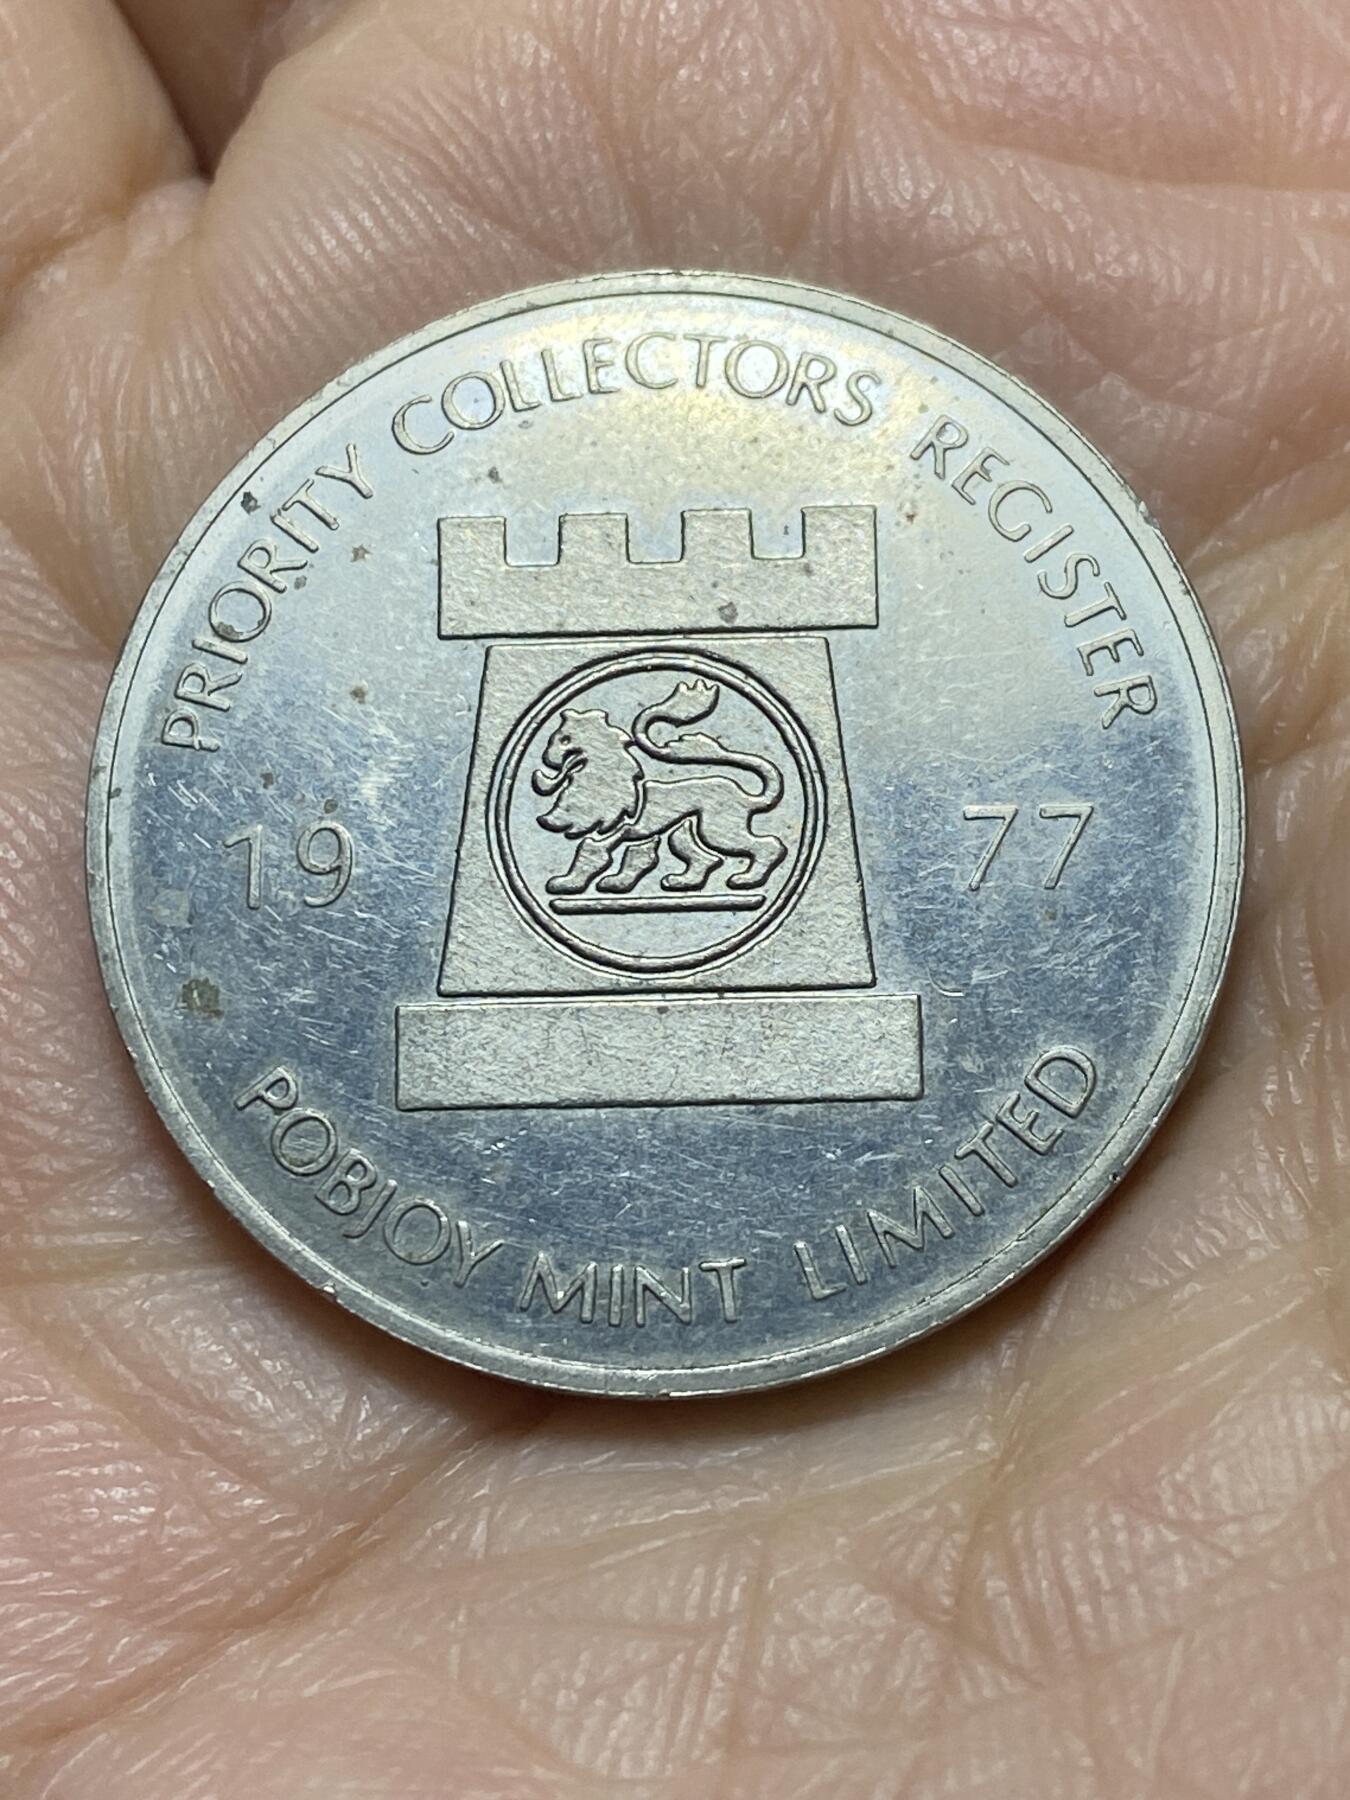 PRIORITY COLLECTORS REGISTER
19 77
POBJOY MINT LIMITED